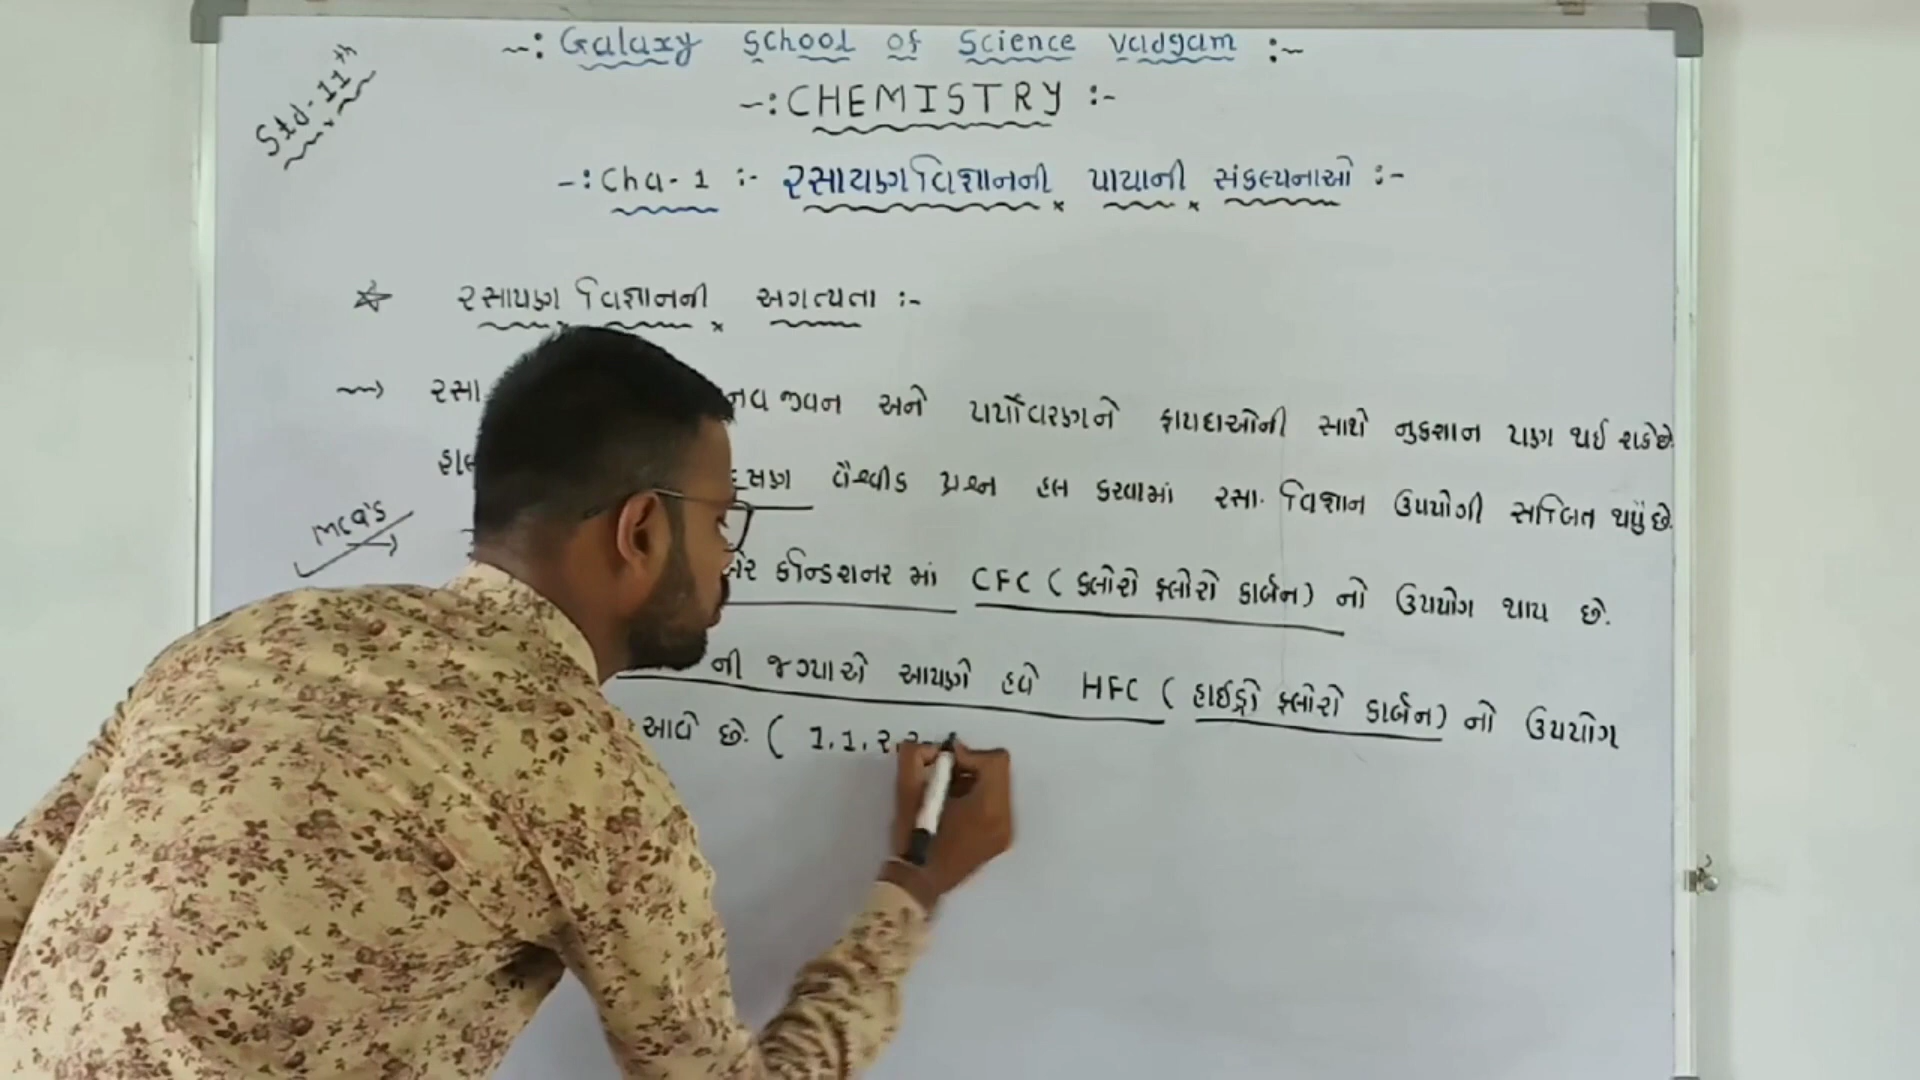 Std-11th
~: Galaxy School of Science Vadgam :~
~: CHEMISTRY :-
-: Cha-1 :- રસાયણવિજ્ઞાનની પાયાની સંકલ્પનાઓ :-
☆ રસાયણ વિજ્ઞાનની અગત્યતા :-
રસા નવ જીવન અને પર્યાવરણને ફાયદાઓની સાથે નુકશાન પણ થઈ શકે છે.
વૈશ્વીક પ્રશ્ન હલ કરવામાં રસા. વિજ્ઞાન ઉપયોગી સાબિત થયું છે.
MCQ's
કંન્ડિશનર માં CFC ( ક્લોરો ફ્લોરો કાર્બન) નો ઉપયોગ થાય છે.
ની જગ્યાએ આપણે હવે HFC ( હાઈડ્રો ફ્લોરો કાર્બન) નો ઉપયોગ
આવે છે. ( 1,1,2,